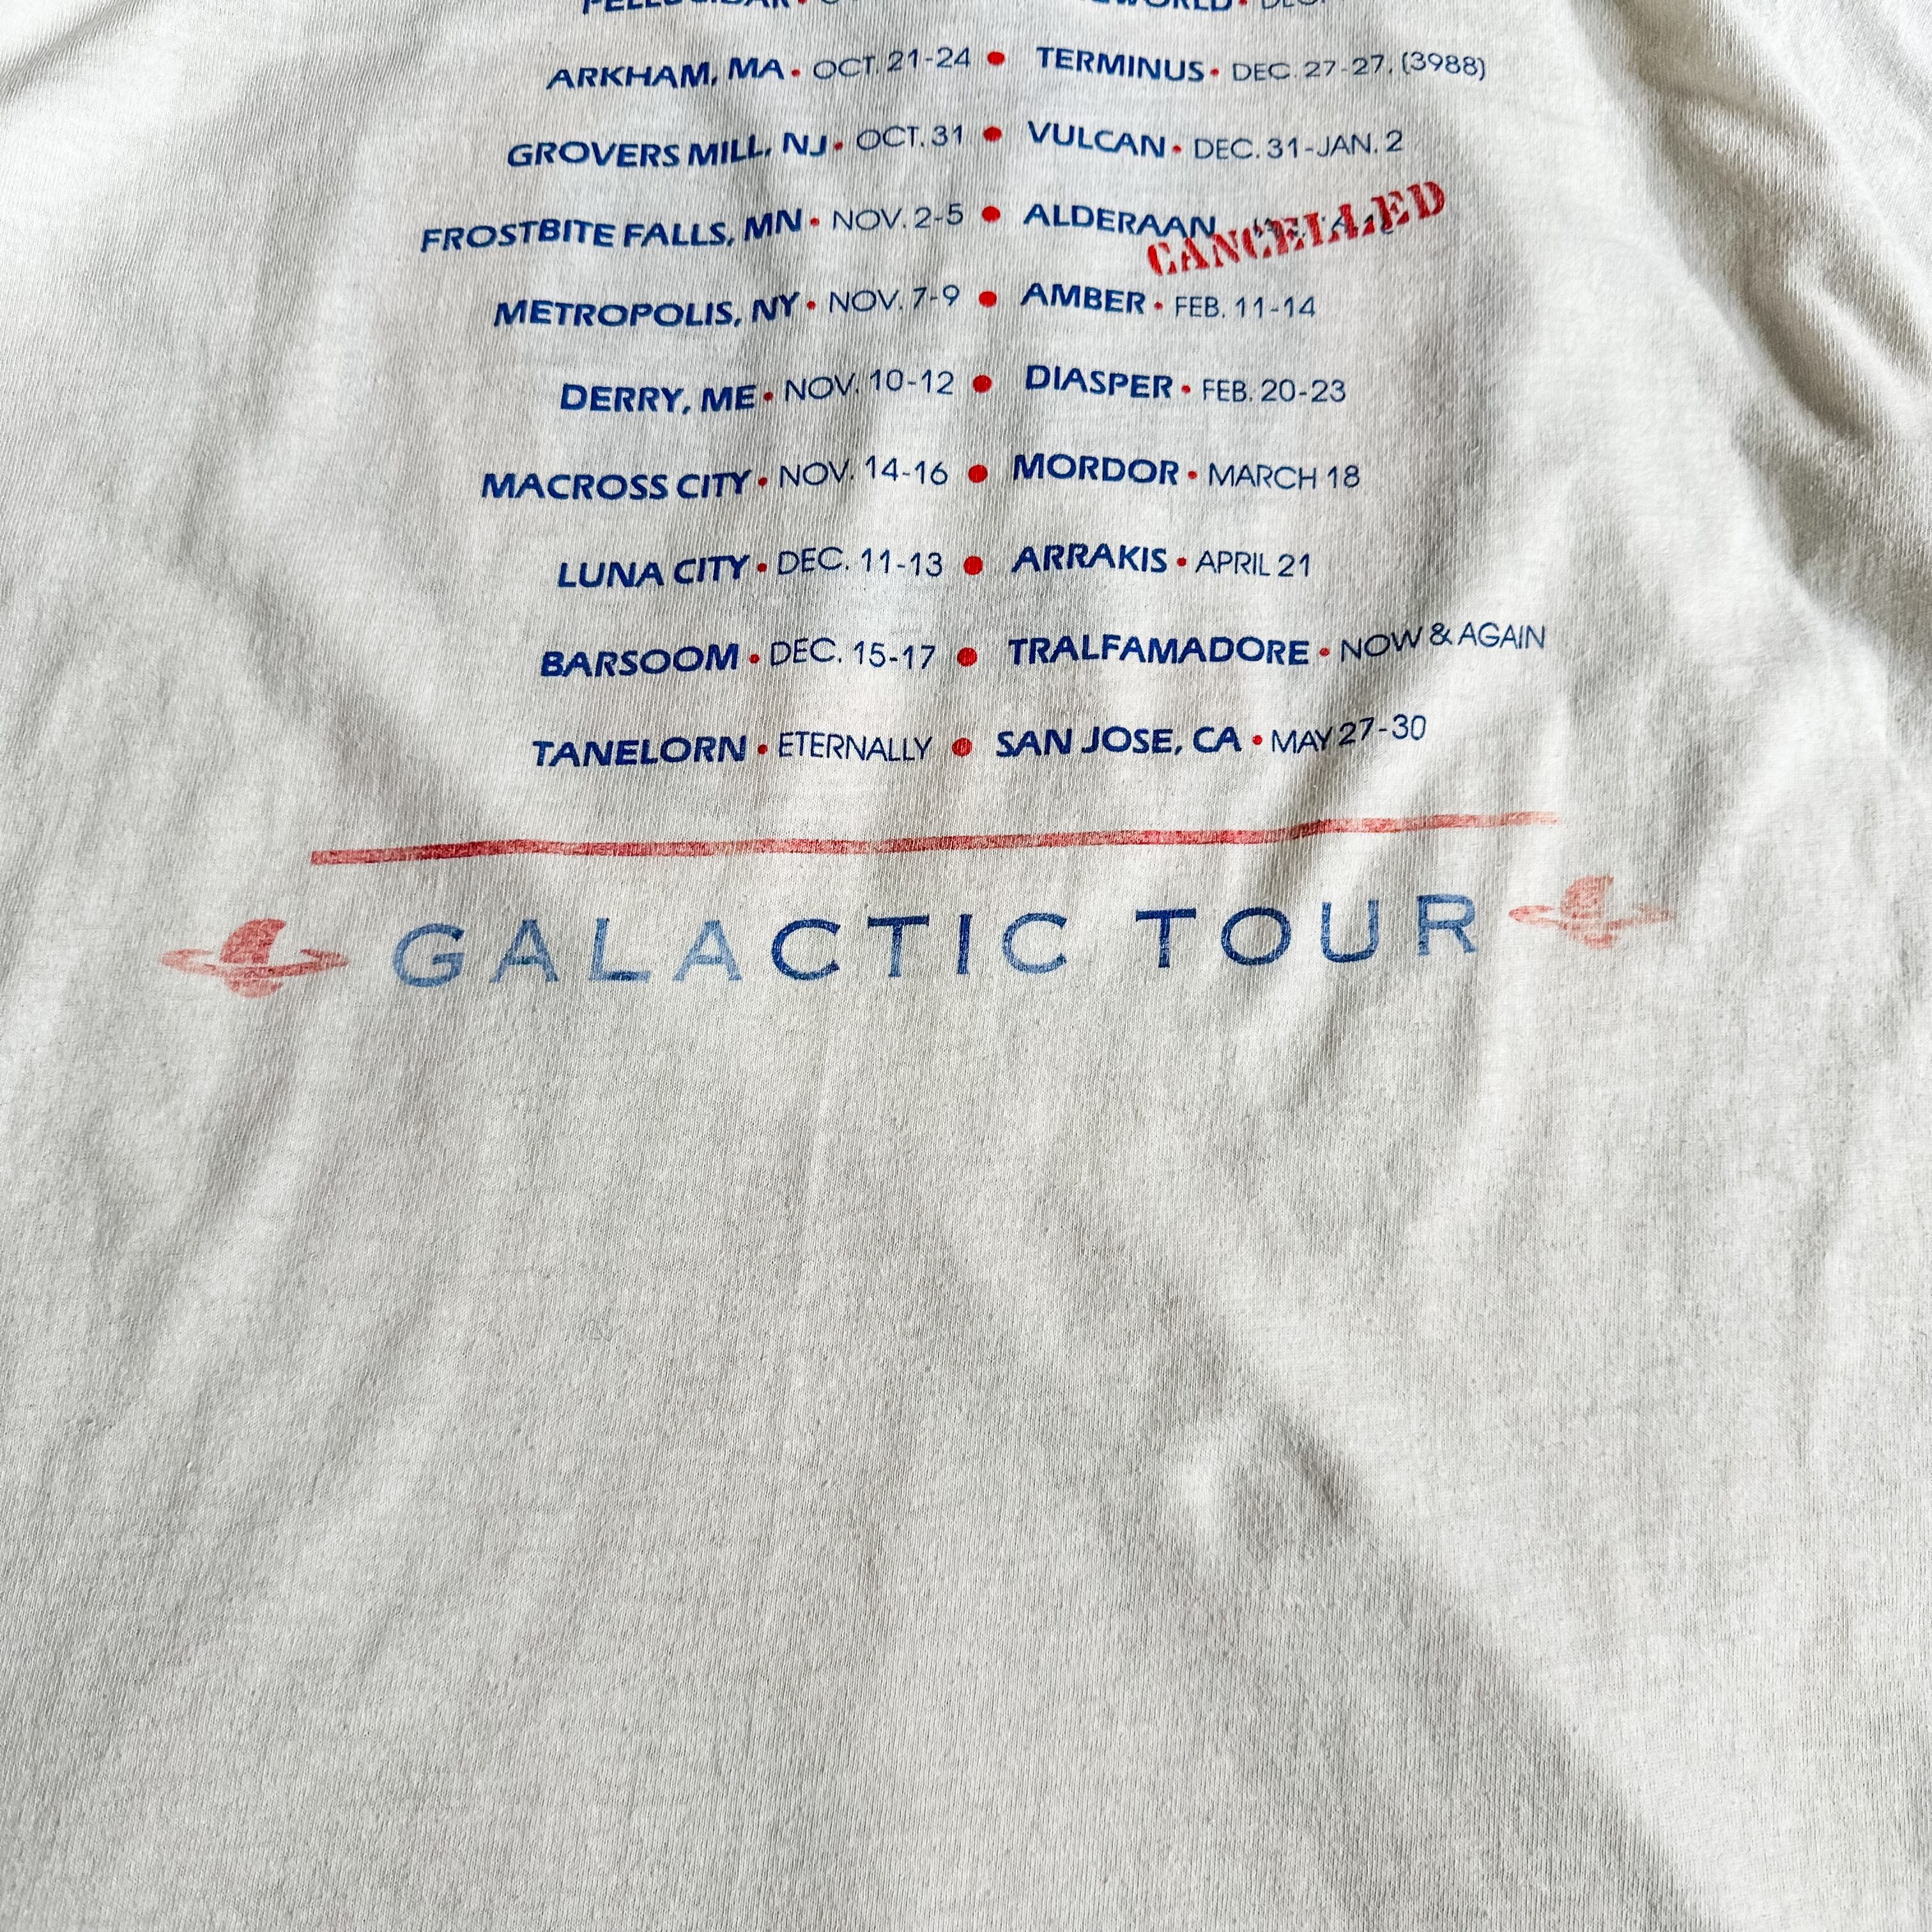 ARKHAM, MA • OCT. 21-24 • TERMINUS • DEC. 27-27, (3988)
GROVERS MILL, NJ • OCT. 31 • VULCAN • DEC. 31-JAN. 2
FROSTBITE FALLS, MN • NOV. 2-5 • ALDERAAN CANCELLED
METROPOLIS, NY • NOV. 7-9 • AMBER • FEB. 11-14
DERRY, ME • NOV. 10-12 • DIASPER • FEB. 20-23
MACROSS CITY • NOV. 14-16 • MORDOR • MARCH 18
LUNA CITY • DEC. 11-13 • ARRAKIS • APRIL 21
BARSOOM • DEC. 15-17 • TRALFAMADORE • NOW & AGAIN
TANELORN • ETERNALLY • SAN JOSE, CA • MAY 27-30
GALACTIC TOUR